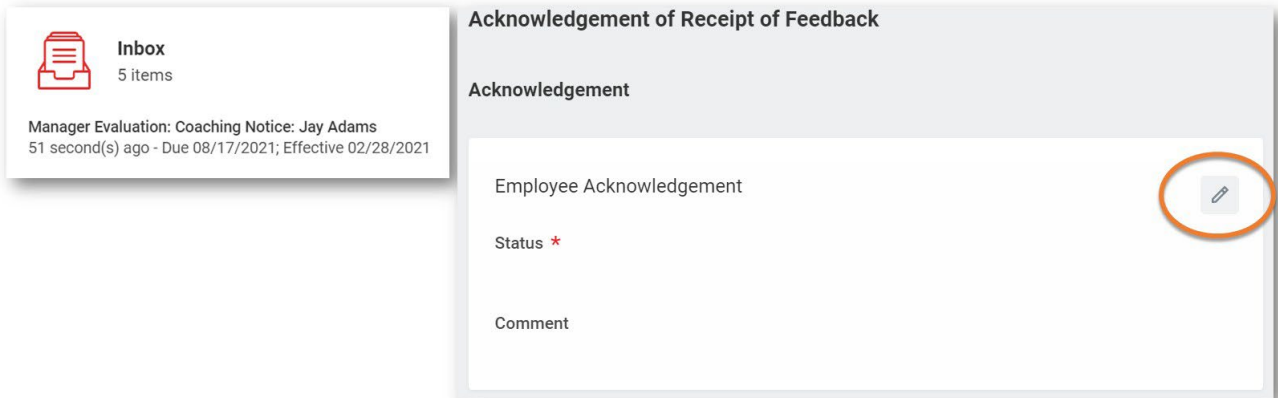 Inbox
5 items
Manager Evaluation: Coaching Notice: Jay Adams
51 second(s) ago - Due 08/17/2021; Effective 02/28/2021
Acknowledgement of Receipt of Feedback
Acknowledgement
Employee Acknowledgement
Status *
Comment